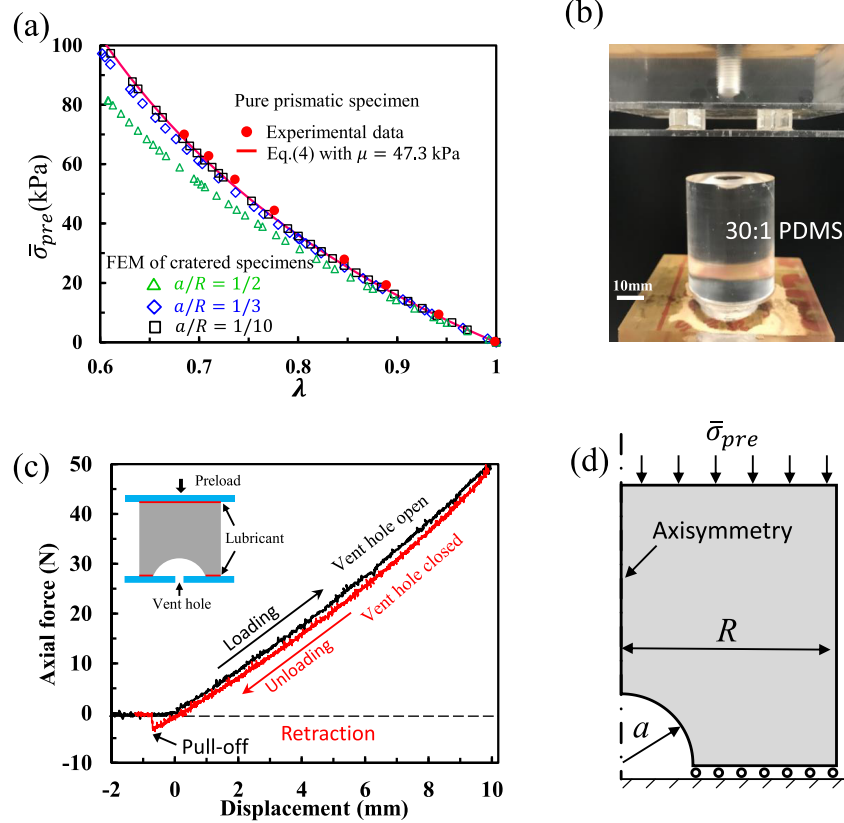 (a)
100
80
60
40
20
0
σ̄pre(kPa)
Pure prismatic specimen
Experimental data
Eq.(4) with μ = 47.3 kPa
FEM of cratered specimens
a/R = 1/2
a/R = 1/3
a/R = 1/10
0.6 0.7 0.8 0.9 1
λ
(b)
30:1 PDMS
10mm
(c)
50
40
30
20
10
0
-10
Axial force (N)
Preload
Lubricant
Vent hole
Vent hole open
Vent hole closed
Loading
Unloading
Retraction
Pull-off
-2 0 2 4 6 8 10
Displacement (mm)
(d)
σ̄pre
Axisymmetry
R
a